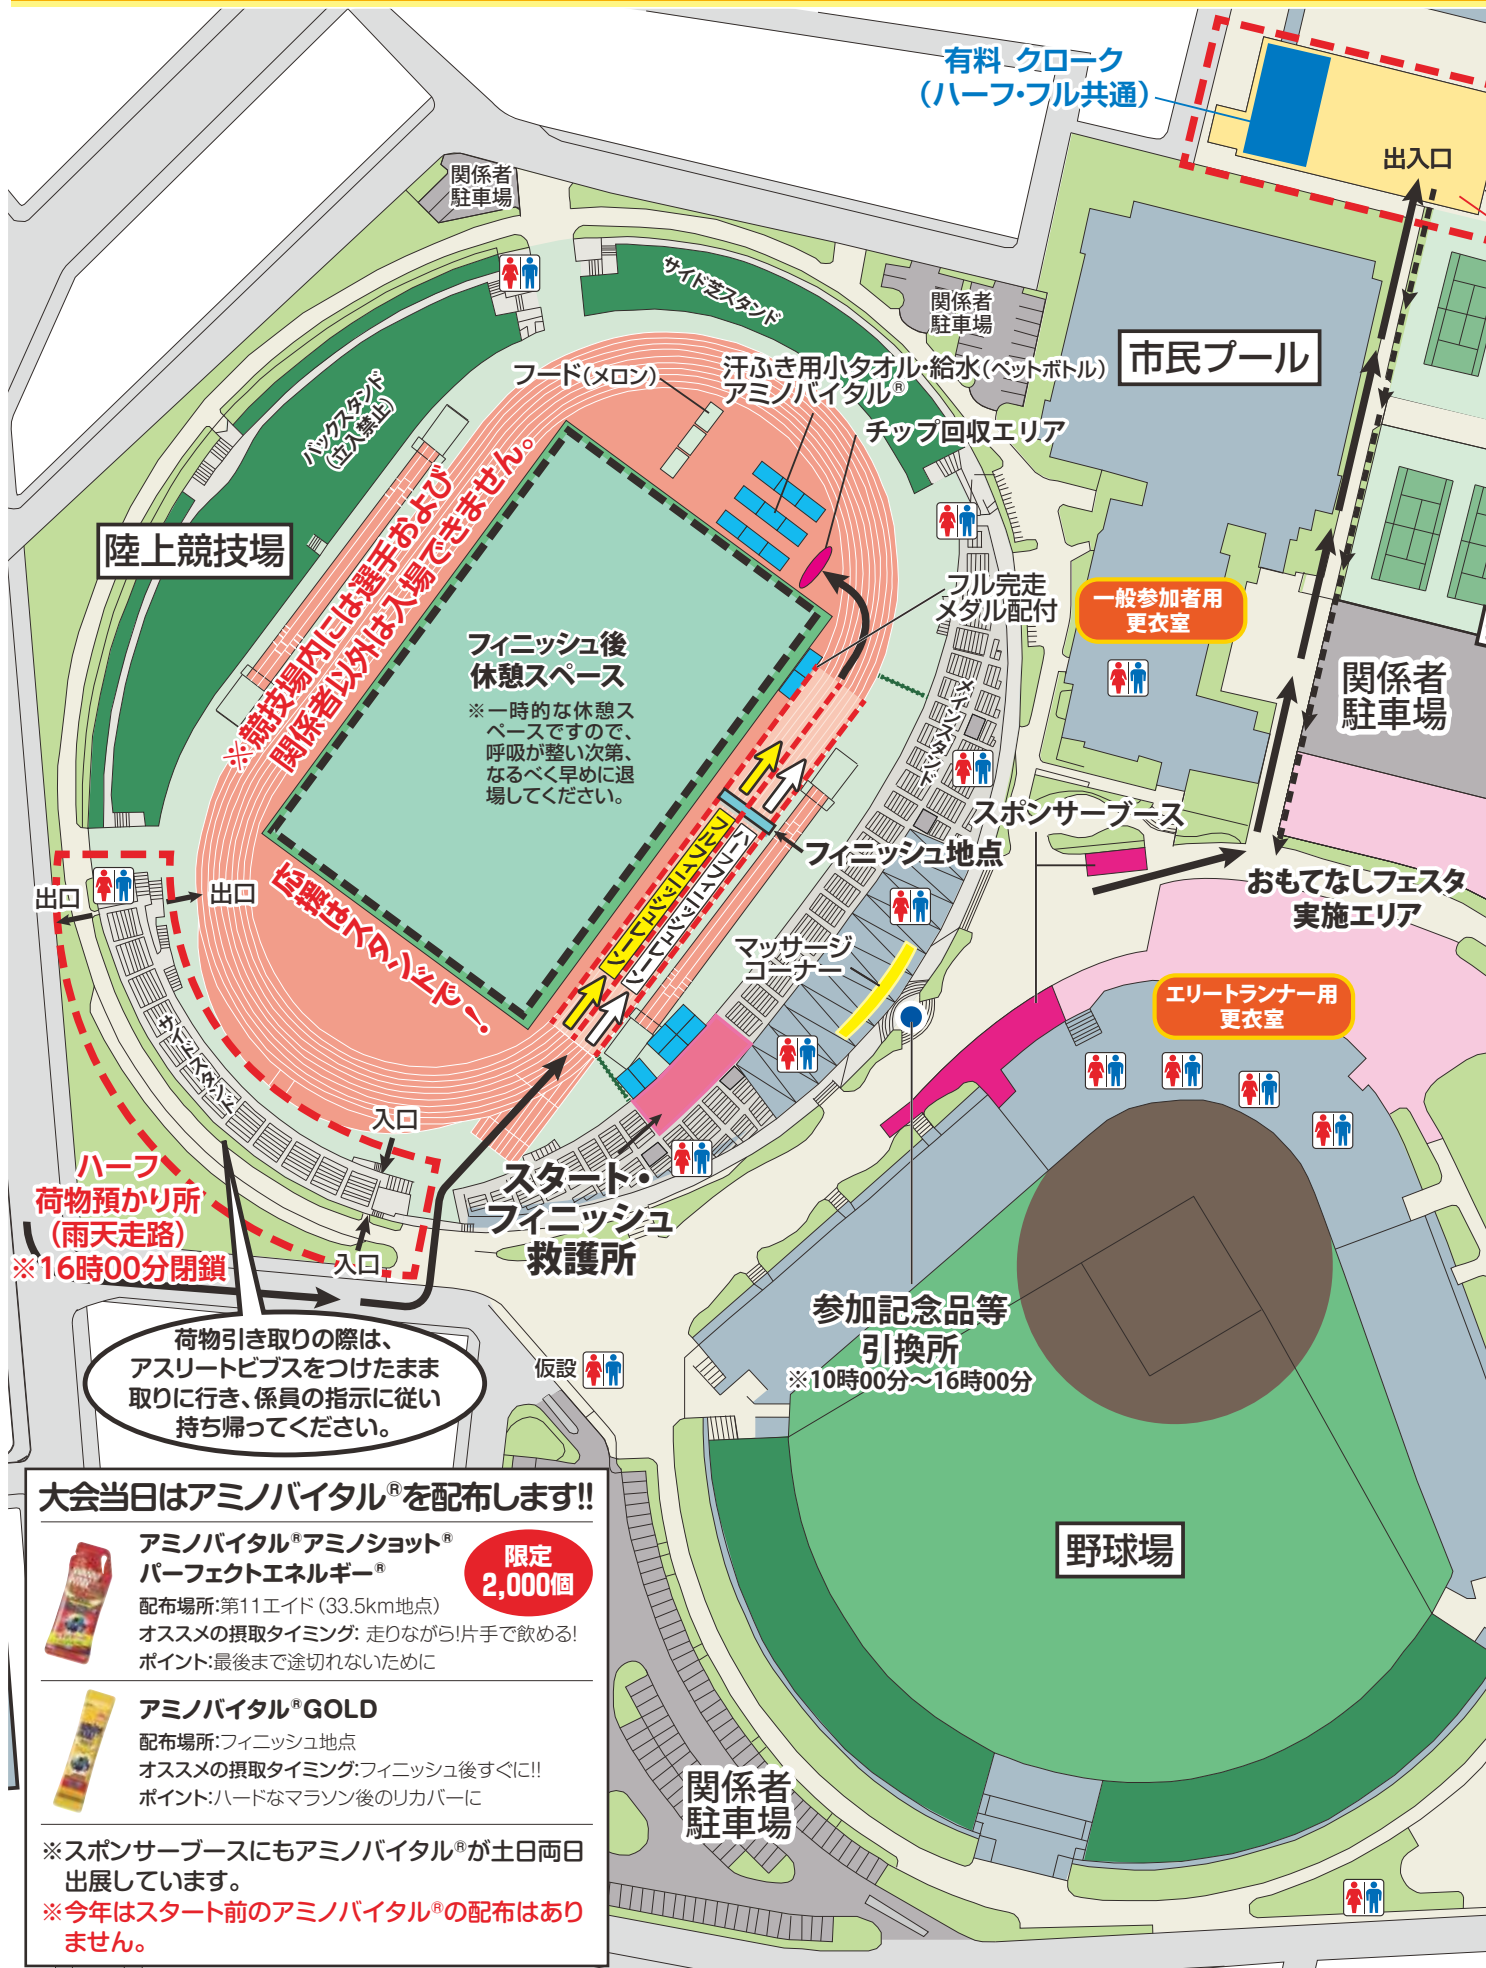 有料 クローク
(ハーフ・フル共通)
出入口
関係者
駐車場
サイド芝スタンド
関係者
駐車場
市民プール
フード(メロン)
汗ふき用小タオル・給水(ペットボトル)
アミノバイタル®
チップ回収エリア
バックスタンド
(立入禁止)
陸上競技場
※競技場内には選手および
関係者以外は入場できません。
フル完走
メダル配付
一般参加者用
更衣室
フィニッシュ後
休憩スペース
※一時的な休憩ス
ペースですので、
呼吸が整い次第、
なるべく早めに退
場してください。
メインスタンド
関係者
駐車場
スポンサーブース
フィニッシュ地点
フルフィニッシュレーン
ハーフフィニッシュレーン
おもてなしフェスタ
実施エリア
出口
出口
応援はスタンドで!
マッサージ
コーナー
エリートランナー用
更衣室
サイドスタンド
入口
ハーフ
荷物預かり所
(雨天走路)
※16時00分閉鎖
入口
スタート・
フィニッシュ
救護所
参加記念品等
引換所
※10時00分〜16時00分
荷物引き取りの際は、
アスリートビブスをつけたまま
取りに行き、係員の指示に従い
持ち帰ってください。
仮設
大会当日はアミノバイタル®を配布します!!
アミノバイタル®アミノショット®
パーフェクトエネルギー®
限定
2,000個
配布場所:第11エイド(33.5km地点)
オススメの摂取タイミング: 走りながら!片手で飲める!
ポイント:最後まで途切れないために
アミノバイタル®GOLD
配布場所:フィニッシュ地点
オススメの摂取タイミング:フィニッシュ後すぐに!!
ポイント:ハードなマラソン後のリカバーに
※スポンサーブースにもアミノバイタル®が土日両日
出展しています。
※今年はスタート前のアミノバイタル®の配布はあり
ません。
野球場
関係者
駐車場